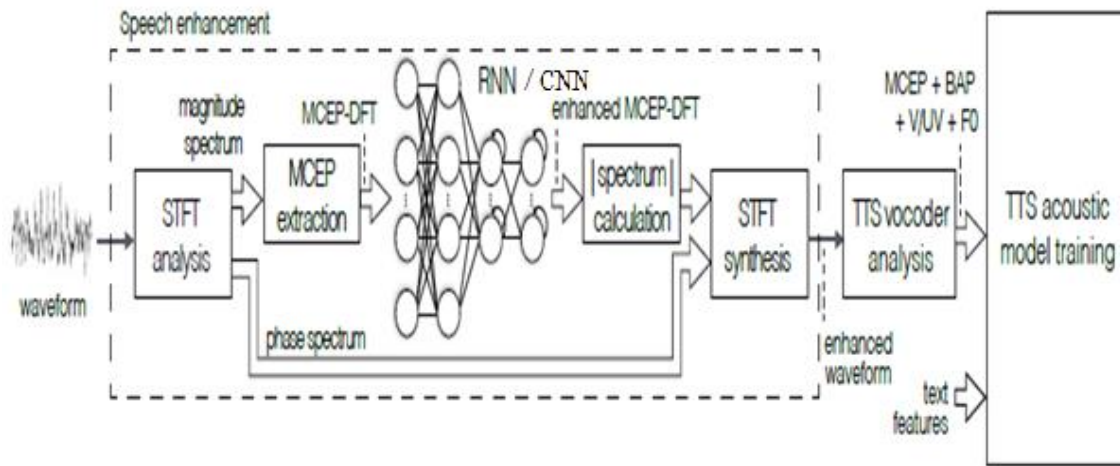 Speech enhancement
RNN / CNN
magnitude
spectrum
MCEP-DFT
enhanced MCEP-DFT
MCEP + BAP
+ V/UV + F0
STFT
analysis
MCEP
extraction
|spectrum|
calculation
STFT
synthesis
TTS vocoder
analysis
TTS acoustic
model training
waveform
phase spectrum
enhanced
waveform
text
features